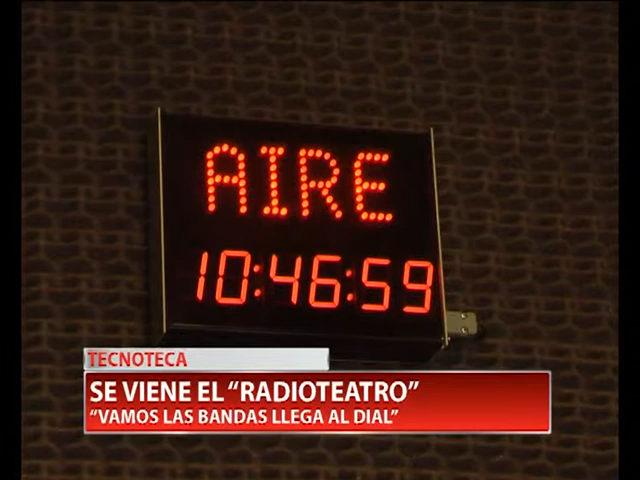 AIRE
10:46:59
TECNOTECA
SE VIENE EL “RADIOTEATRO”
“VAMOS LAS BANDAS LLEGA AL DIAL”